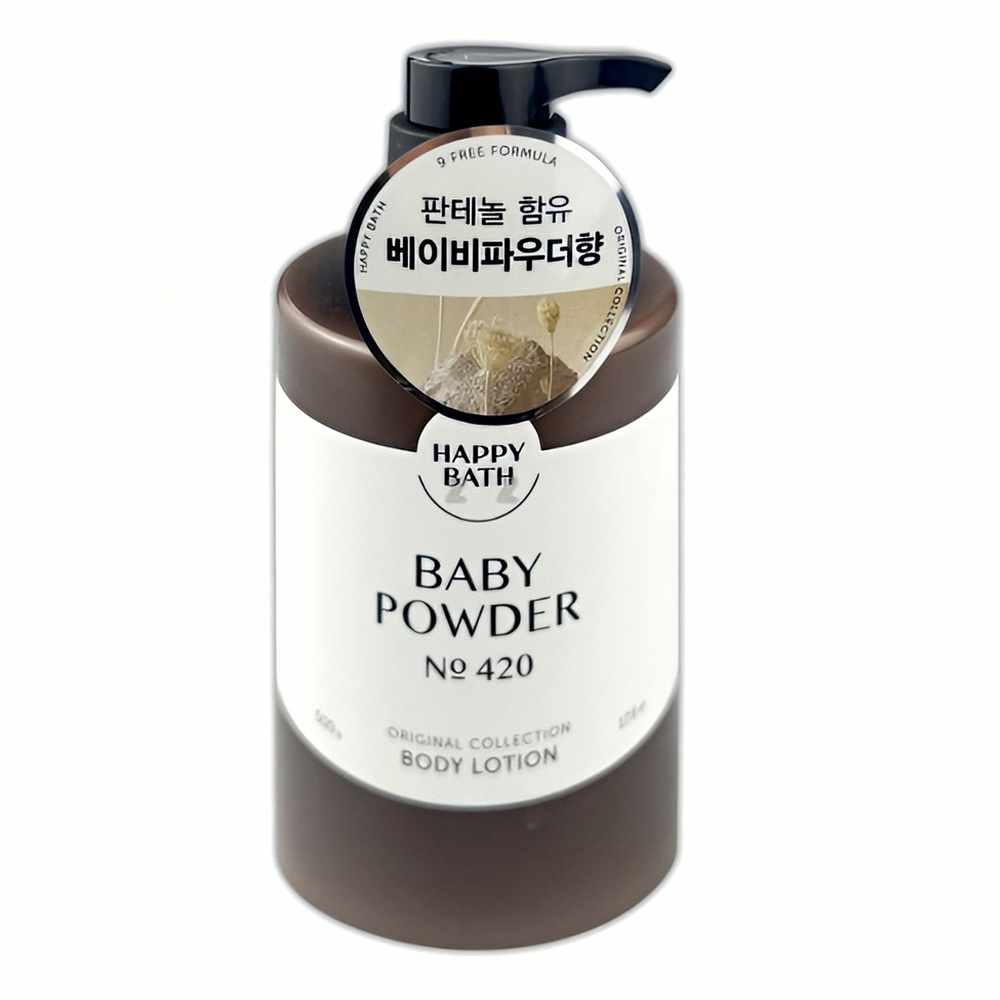 9 FREE FORMULA
HAPPY BATH
판테놀 함유
베이비파우더향
ORIGINAL COLLECTION
HAPPY
BATH
BABY
POWDER
Nº 420
ORIGINAL COLLECTION
BODY LOTION